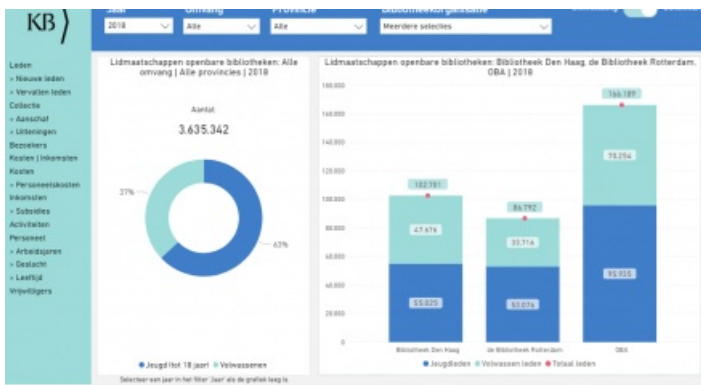 KB
2018
Omvang
Alle
Provincie
Alle
Bibliotheekorganisatie
Meerdere selecties
Leden
» Nieuwe leden
» Vervallen leden
Collectie
» Aanschaf
» Uitleningen
Bezoekers
Kosten | Inkomsten
Kosten
» Personeelskosten
Inkomsten
» Subsidies
Activiteiten
Personeel
» Arbeidsjaren
» Geslacht
» Leeftijd
Vrijwilligers
Lidmaatschappen openbare bibliotheken: Alle
omvang | Alle provincies | 2018
Aantal
3.635.342
37%
63%
Jeugd (tot 18 jaar) Volwassenen
Selecteer een jaar in het filter 'Jaar' als de grafiek leeg is.
Lidmaatschappen openbare bibliotheken: Bibliotheek Den Haag, de Bibliotheek Rotterdam,
OBA | 2018
180.000
160.000
140.000
120.000
100.000
80.000
60.000
40.000
20.000
0
102.701
47.676
55.025
86.792
33.716
53.076
166.189
70.254
95.935
Bibliotheek Den Haag
de Bibliotheek Rotterdam
OBA
Jeugdleden Volwassen leden Totaal leden